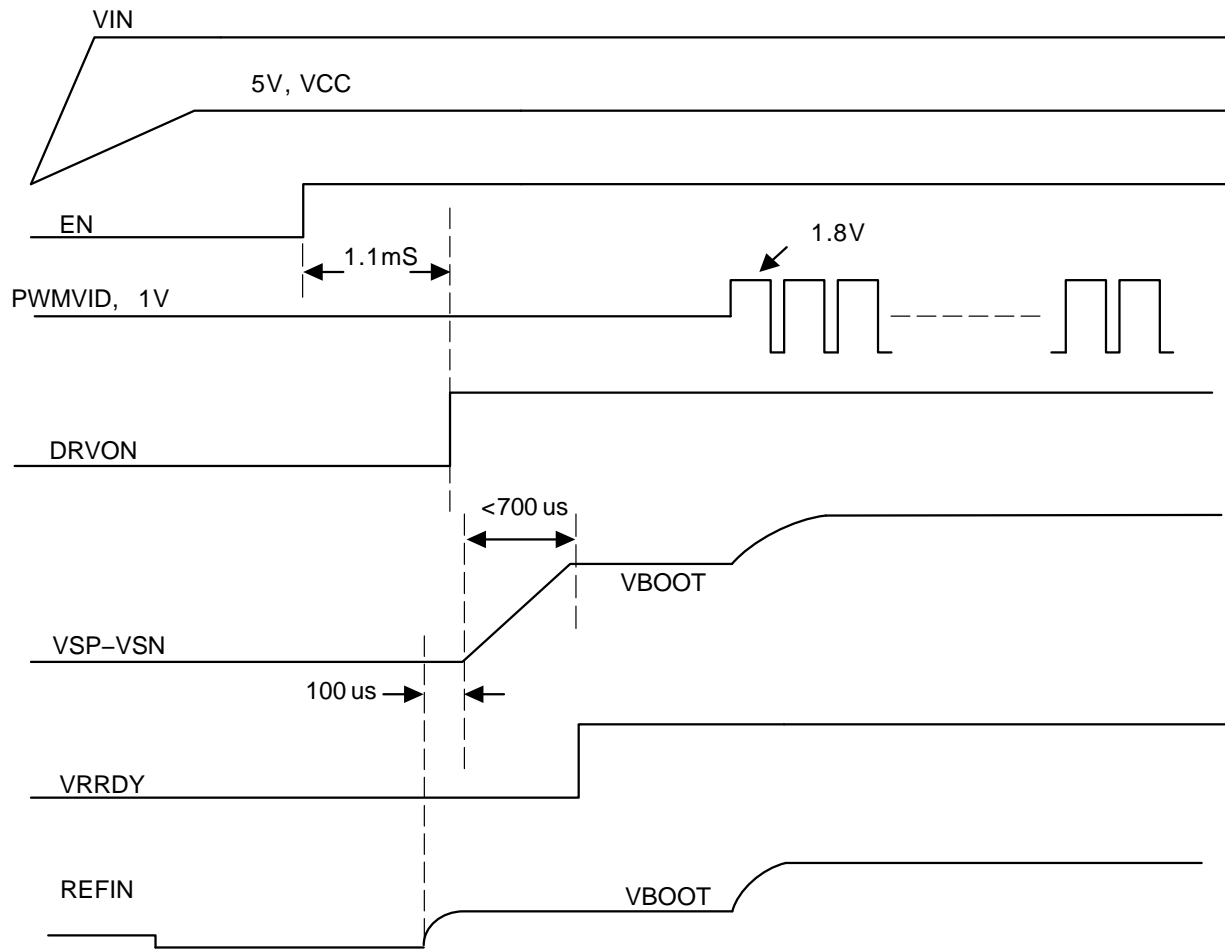 VIN
5V, VCC
EN
1.8V
1.1mS
PWMVID, 1V
DRVON
<700 us
VBOOT
VSP–VSN
100 us
VRRDY
REFIN
VBOOT